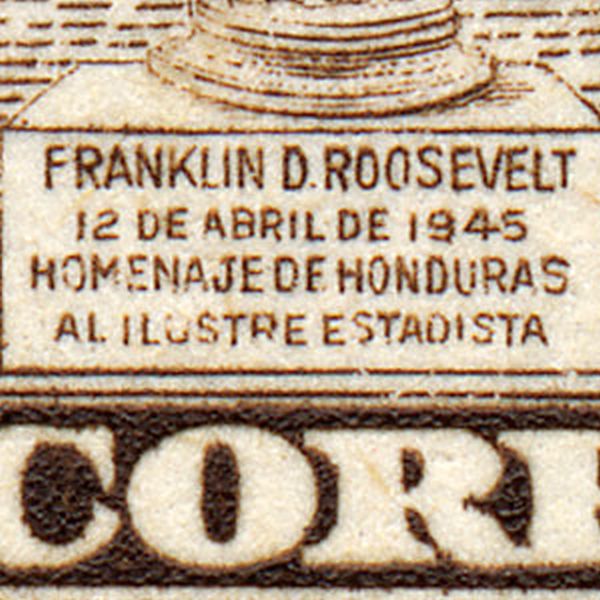 FRANKLIN D. ROOSEVELT
12 DE ABRIL DE 1945
HOMENAJE DE HONDURAS
AL ILUSTRE ESTADISTA
COR